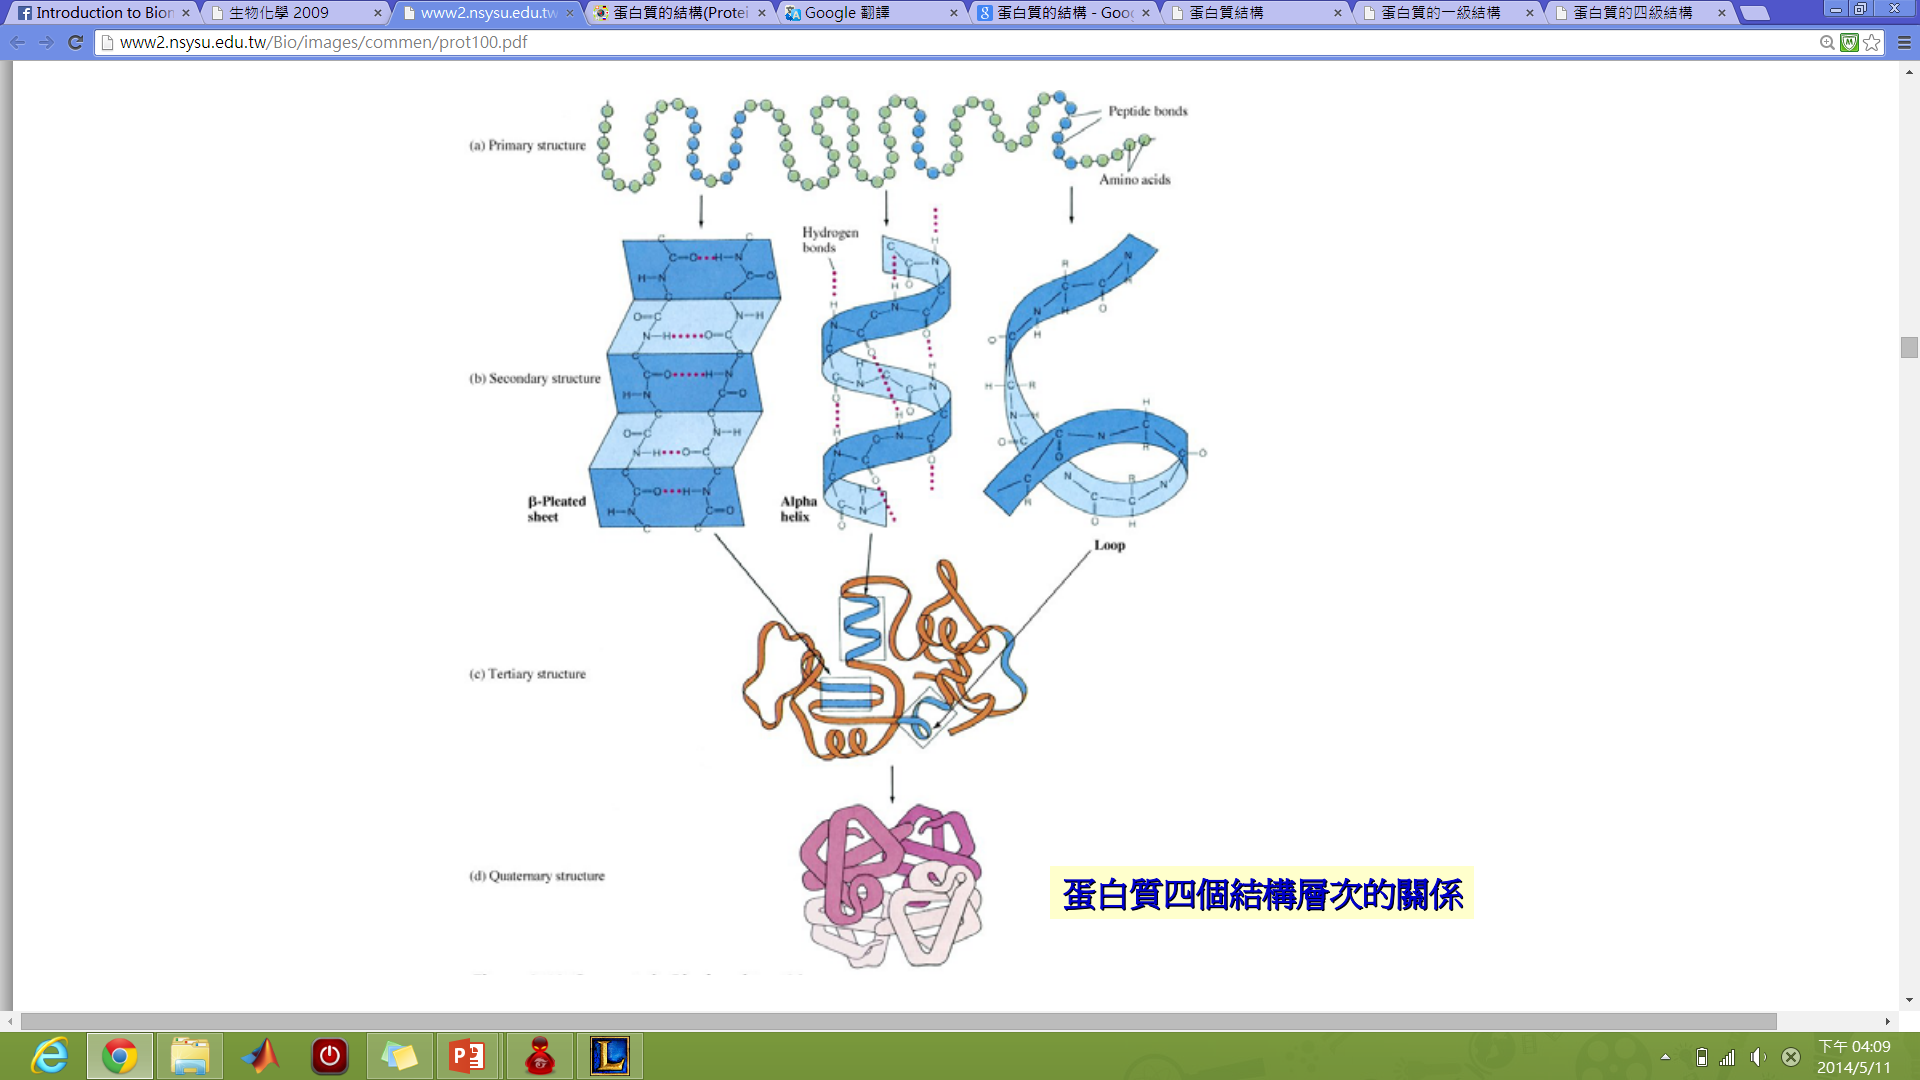 Introduction to Bion
生物化學 2009
www2.nsysu.edu.tw
蛋白質的結構(Protei
Google 翻譯
蛋白質的結構 - Goog
蛋白質結構
蛋白質的一級結構
蛋白質的四級結構
www2.nsysu.edu.tw/Bio/images/commen/prot100.pdf
Peptide bonds
(a) Primary structure
Amino acids
Hydrogen
bonds
(b) Secondary structure
β-Pleated
sheet
Alpha
helix
Loop
(c) Tertiary structure
(d) Quaternary structure
蛋白質四個結構層次的關係
下午 04:09
2014/5/11